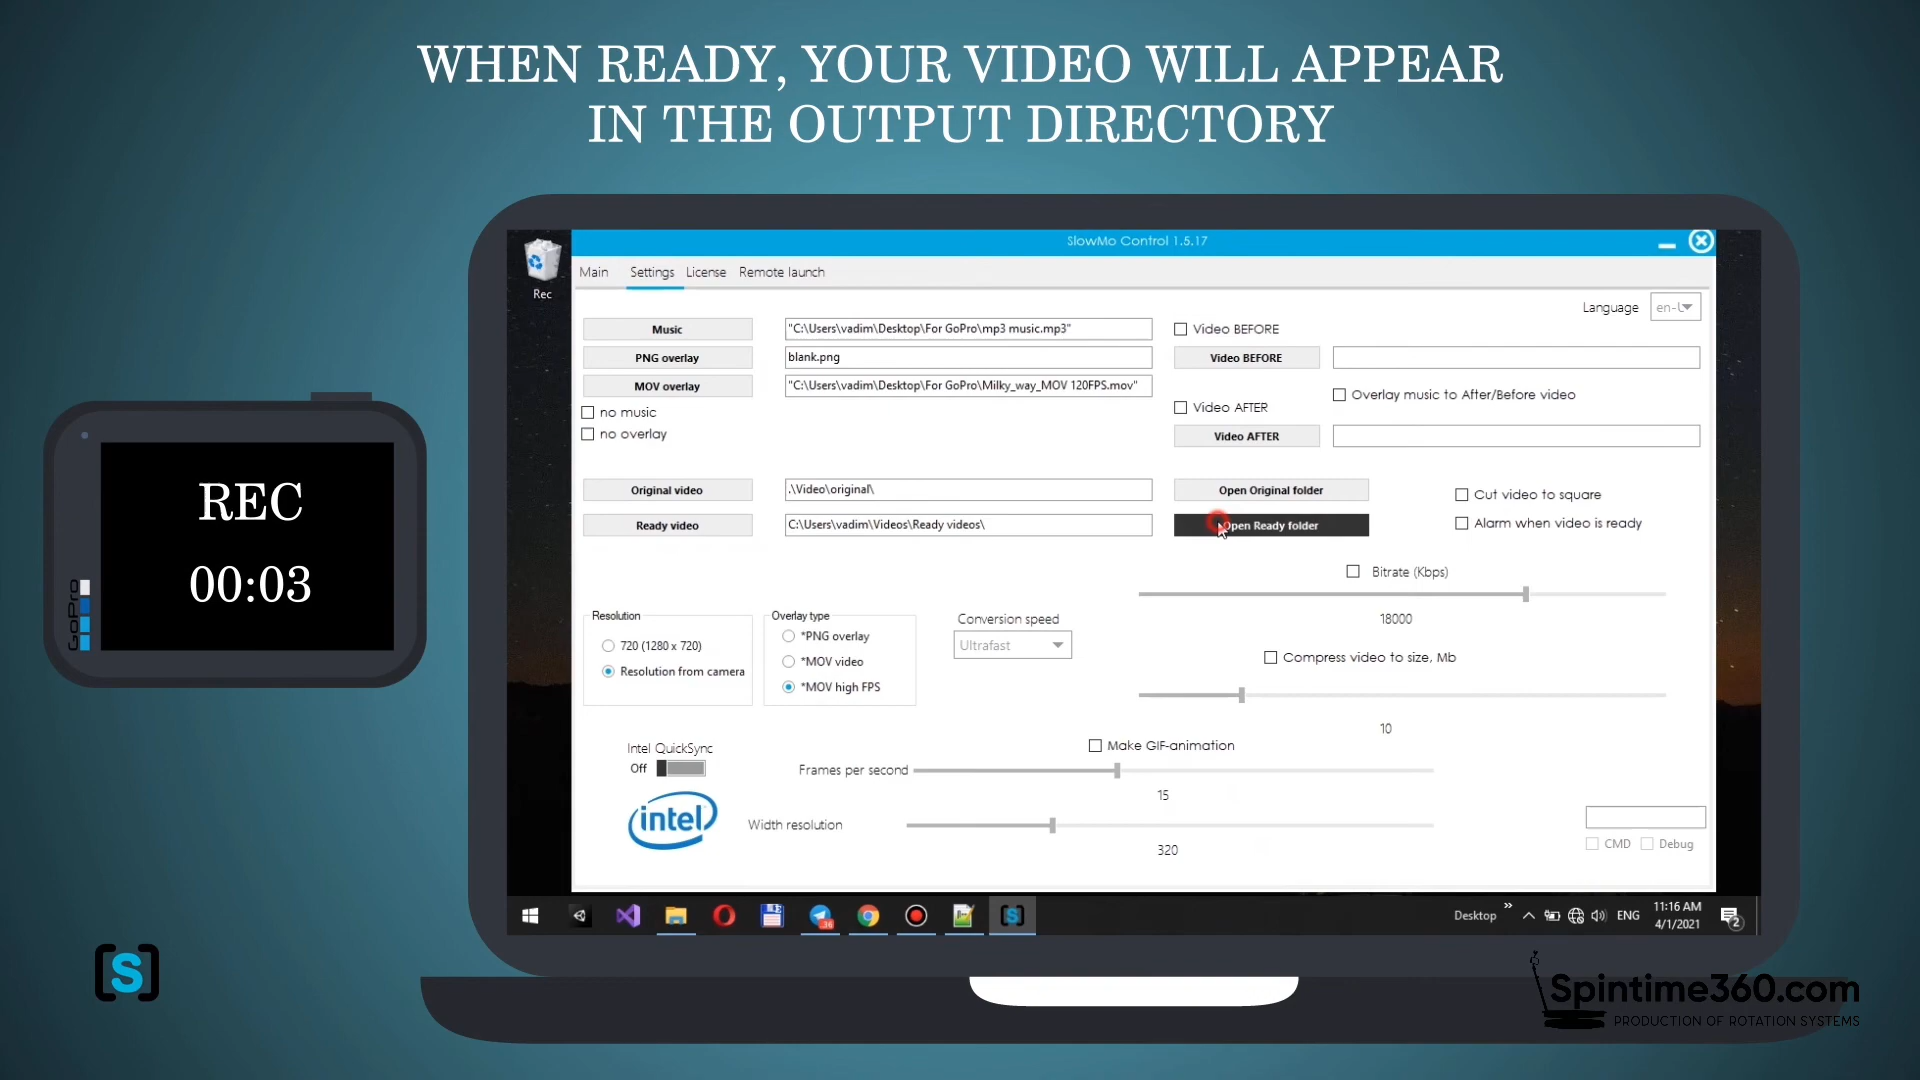 WHEN READY, YOUR VIDEO WILL APPEAR
IN THE OUTPUT DIRECTORY
REC
00:03
GoPro
Rec
SlowMo Control 1.5.17
Main Settings License Remote launch
Language en-U
Music "C:\Users\vadim\Desktop\For GoPro\mp3 music.mp3"
PNG overlay blank.png
MOV overlay "C:\Users\vadim\Desktop\For GoPro\Milky_way_MOV 120FPS.mov"
no music
no overlay
Video BEFORE
Video BEFORE
Overlay music to After/Before video
Video AFTER
Video AFTER
Original video .\Video\original\ Open Original folder
Ready video C:\Users\vadim\Videos\Ready videos\ Open Ready folder
Cut video to square
Alarm when video is ready
Bitrate (Kbps)
18000
Resolution
720 (1280 x 720)
Resolution from camera
Overlay type
*PNG overlay
*MOV video
*MOV high FPS
Conversion speed
Ultrafast
Compress video to size, Mb
10
Intel QuickSync
Off
intel
Make GIF-animation
Frames per second
15
Width resolution
320
CMD Debug
36
Desktop » ENG
11:16 AM
4/1/2021
2
[S]
[S]
Spintime360.com
PRODUCTION OF ROTATION SYSTEMS